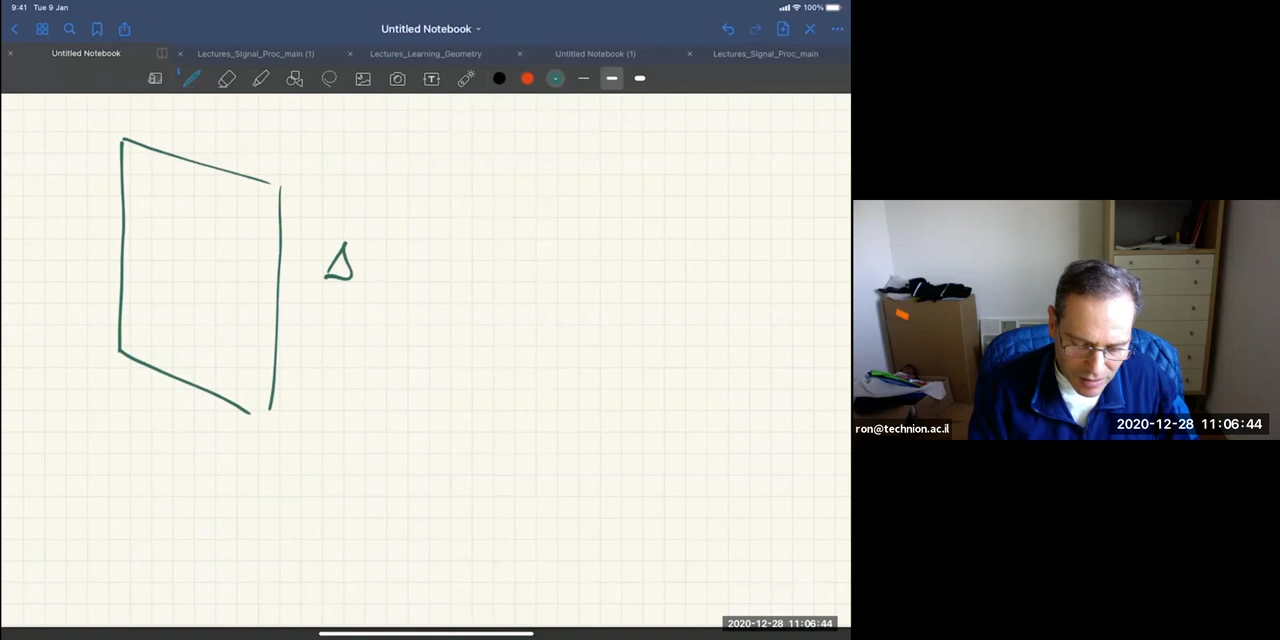 9:41 Tue 9 Jan
100%
Untitled Notebook
Untitled Notebook
Lectures_Signal_Proc_main (1)
Lectures_Learning_Geometry
Untitled Notebook (1)
Lectures_Signal_Proc_main
T
Δ
ron@technion.ac.il
2020-12-28 11:06:44
2020-12-28 11:06:44